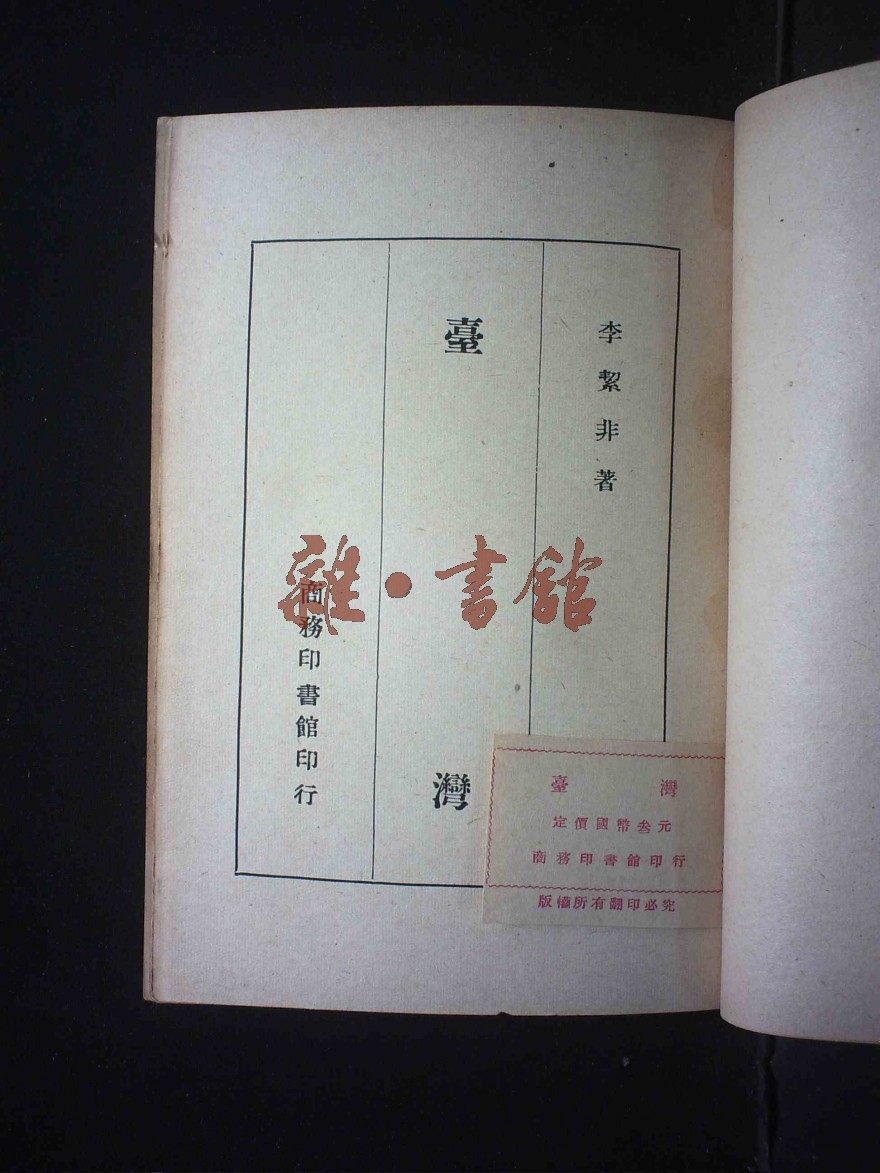 李絜非著
臺灣
商務印書館印行
雜·書館
臺灣
定價國幣叁元
商務印書館印行
版權所有翻印必究